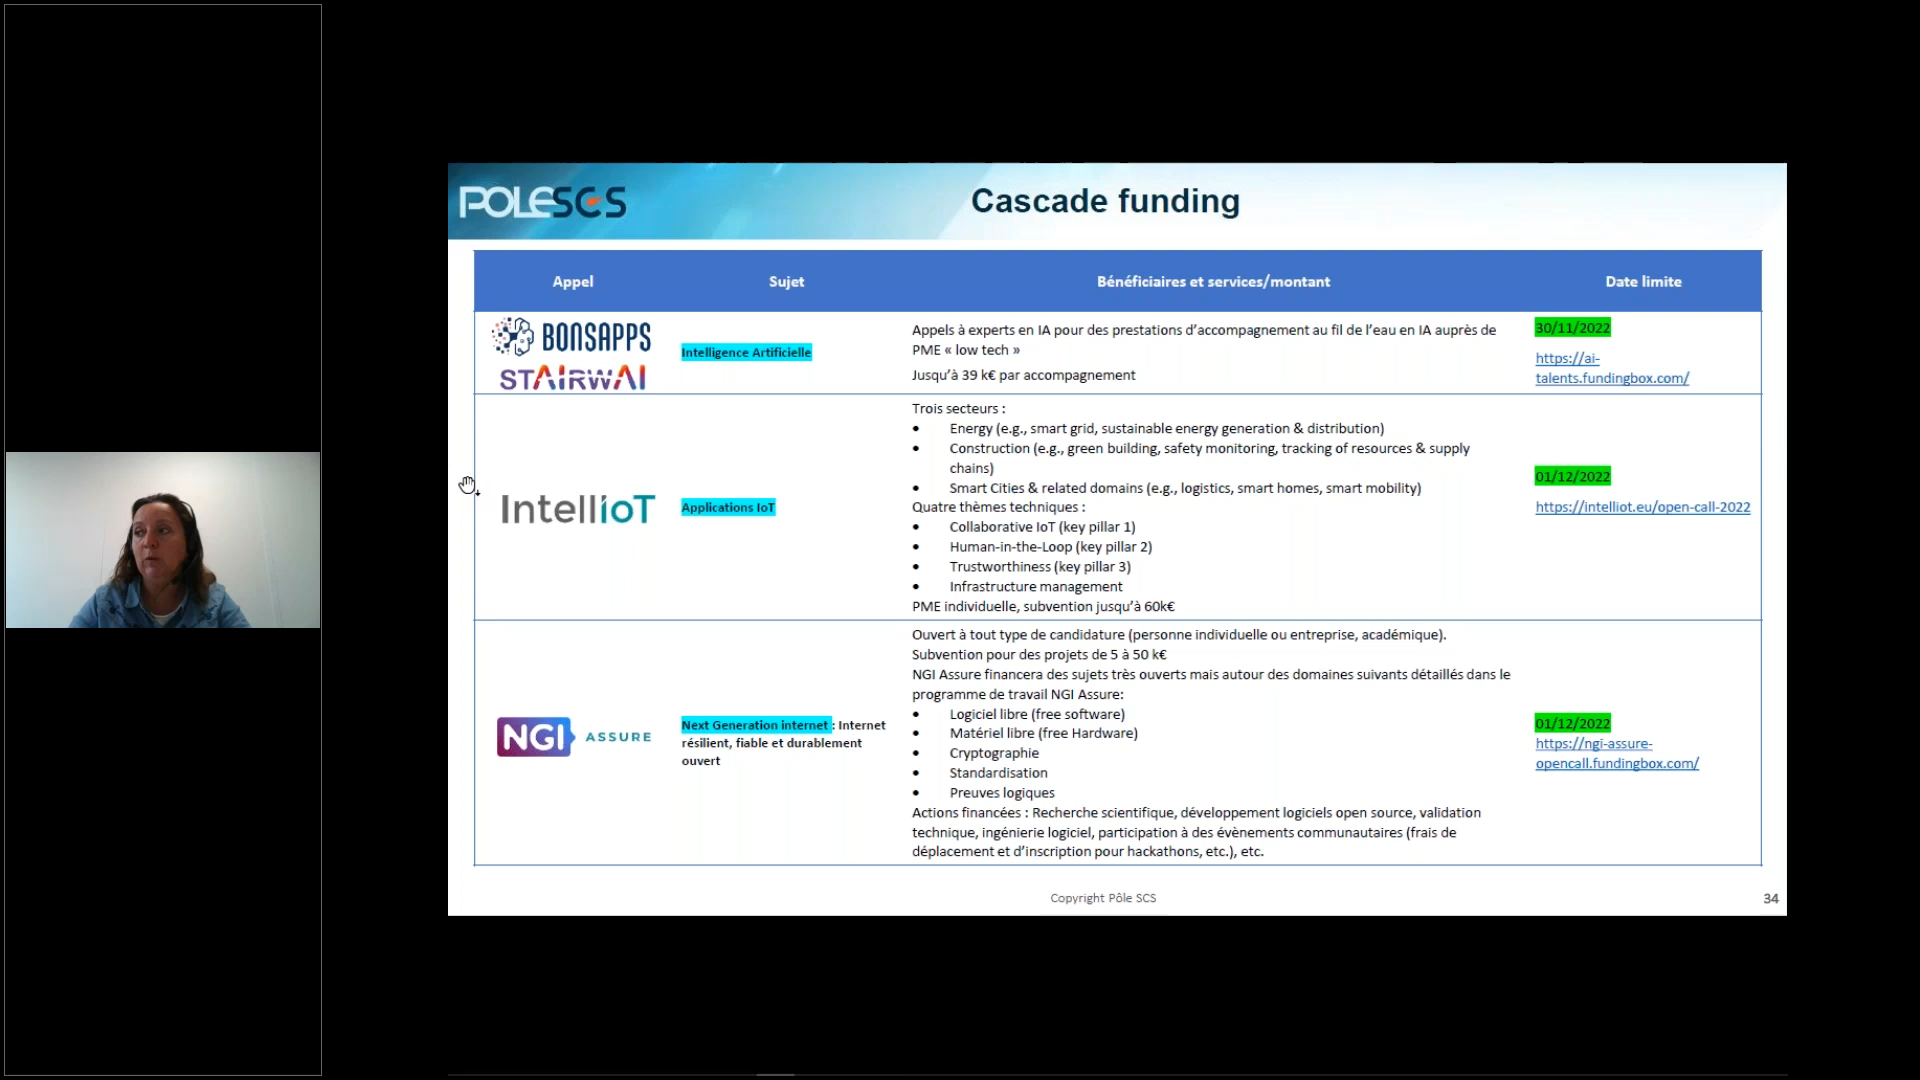 POLESCS
Cascade funding
Appel
Sujet
Bénéficiaires et services/montant
Date limite
BONSAPPS
STAIRWAI
Intelligence Artificielle
Appels à experts en IA pour des prestations d’accompagnement au fil de l’eau en IA auprès de
PME « low tech »
Jusqu’à 39 k€ par accompagnement
30/11/2022
https://ai-
talents.fundingbox.com/
IntellIoT
Applications IoT
Trois secteurs :
• Energy (e.g., smart grid, sustainable energy generation & distribution)
• Construction (e.g., green building, safety monitoring, tracking of resources & supply
chains)
• Smart Cities & related domains (e.g., logistics, smart homes, smart mobility)
Quatre thèmes techniques :
• Collaborative IoT (key pillar 1)
• Human-in-the-Loop (key pillar 2)
• Trustworthiness (key pillar 3)
• Infrastructure management
PME individuelle, subvention jusqu’à 60k€
01/12/2022
https://intelliot.eu/open-call-2022
NGI ASSURE
Next Generation internet : Internet
résilient, fiable et durablement
ouvert
Ouvert à tout type de candidature (personne individuelle ou entreprise, académique).
Subvention pour des projets de 5 à 50 k€
NGI Assure financera des sujets très ouverts mais autour des domaines suivants détaillés dans le
programme de travail NGI Assure:
• Logiciel libre (free software)
• Matériel libre (free Hardware)
• Cryptographie
• Standardisation
• Preuves logiques
Actions financées : Recherche scientifique, développement logiciels open source, validation
technique, ingénierie logiciel, participation à des évènements communautaires (frais de
déplacement et d’inscription pour hackathons, etc.), etc.
01/12/2022
https://ngi-assure-
opencall.fundingbox.com/
Copyright Pôle SCS
34